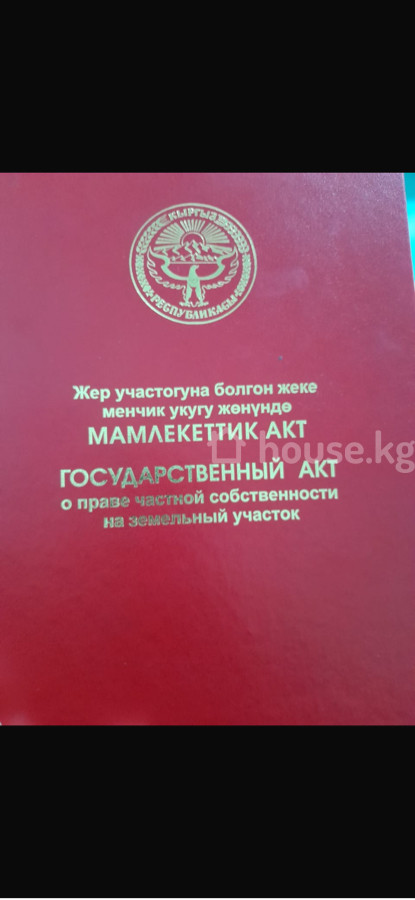 КЫРГЫЗ
РЕСПУБЛИКАСЫ
Жер участогуна болгон жеке
менчик укугу жөнүндө
МАМЛЕКЕТТИК АКТ
house.kg
ГОСУДАРСТВЕННЫЙ АКТ
о праве частной собственности
на земельный участок